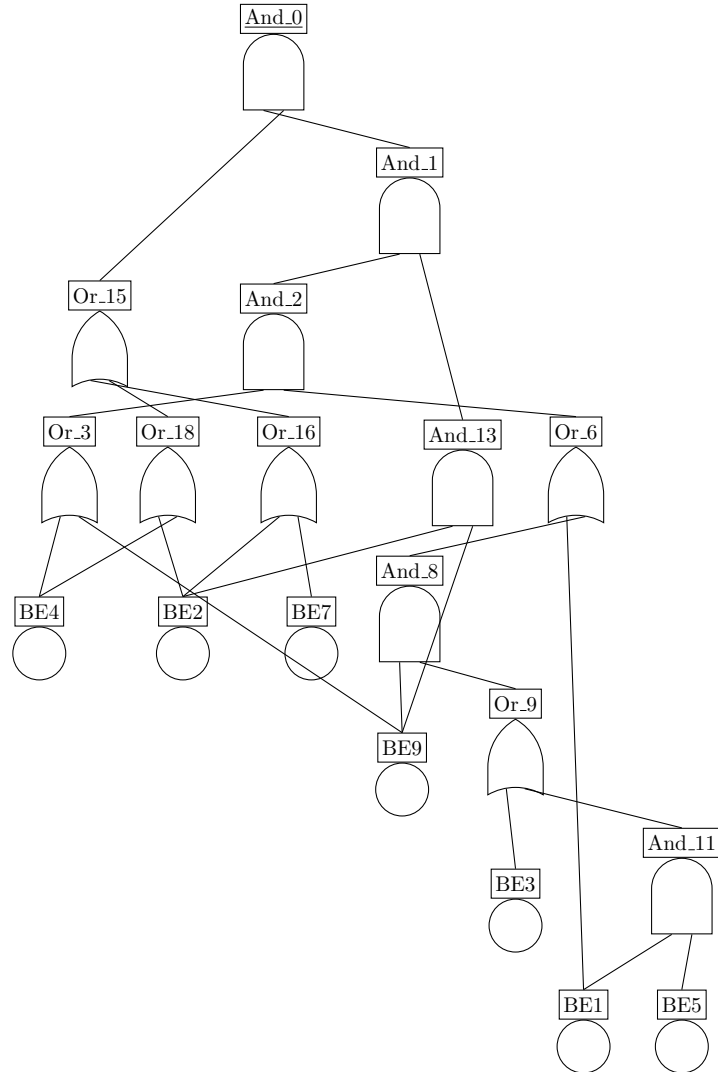 And_0
And_1
Or_15
And_2
Or_3
Or_18
Or_16
And_13
Or_6
And_8
BE4
BE2
BE7
Or_9
BE9
And_11
BE3
BE1
BE5